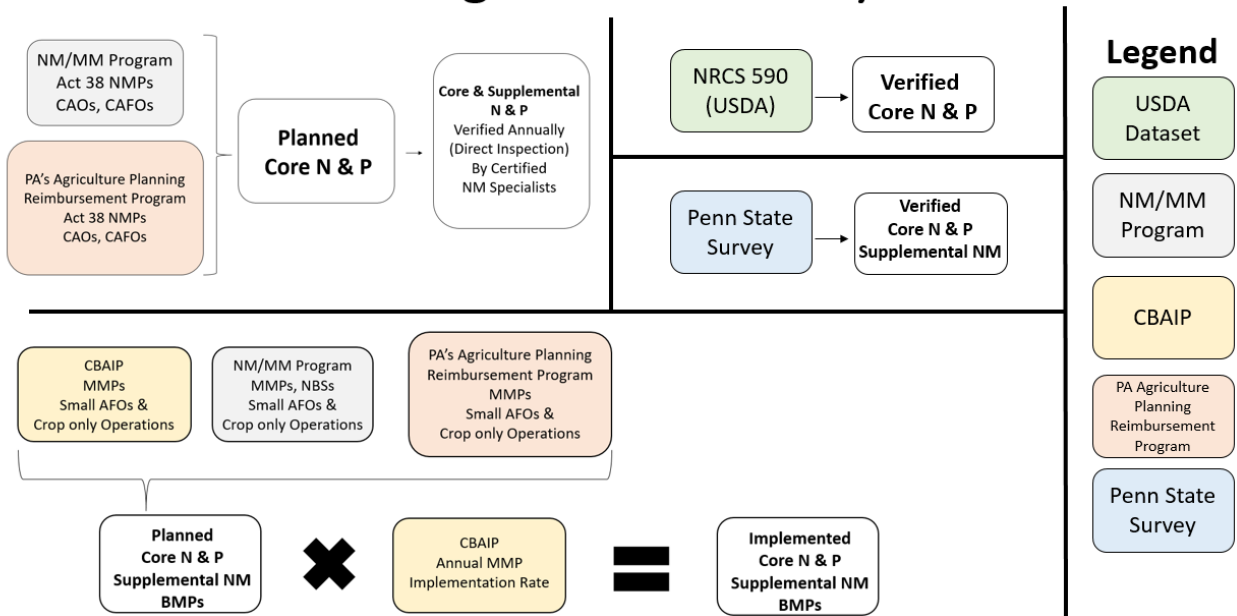 NM/MM Program
Act 38 NMPs
CAOs, CAFOs
PA's Agriculture Planning
Reimbursement Program
Act 38 NMPs
CAOs, CAFOs
Planned
Core N & P
Core & Supplemental
N & P
Verified Annually
(Direct Inspection)
By Certified
NM Specialists
NRCS 590
(USDA)
Verified
Core N & P
Penn State
Survey
Verified
Core N & P
Supplemental NM
CBAIP
MMPs
Small AFOs &
Crop only Operations
NM/MM Program
MMPs, NBSs
Small AFOs &
Crop only Operations
PA's Agriculture Planning
Reimbursement Program
MMPs
Small AFOs &
Crop only Operations
Planned
Core N & P
Supplemental NM
BMPs
CBAIP
Annual MMP
Implementation Rate
Implemented
Core N & P
Supplemental NM
BMPs
Legend
USDA
Dataset
NM/MM
Program
CBAIP
PA Agriculture
Planning
Reimbursement
Program
Penn State
Survey